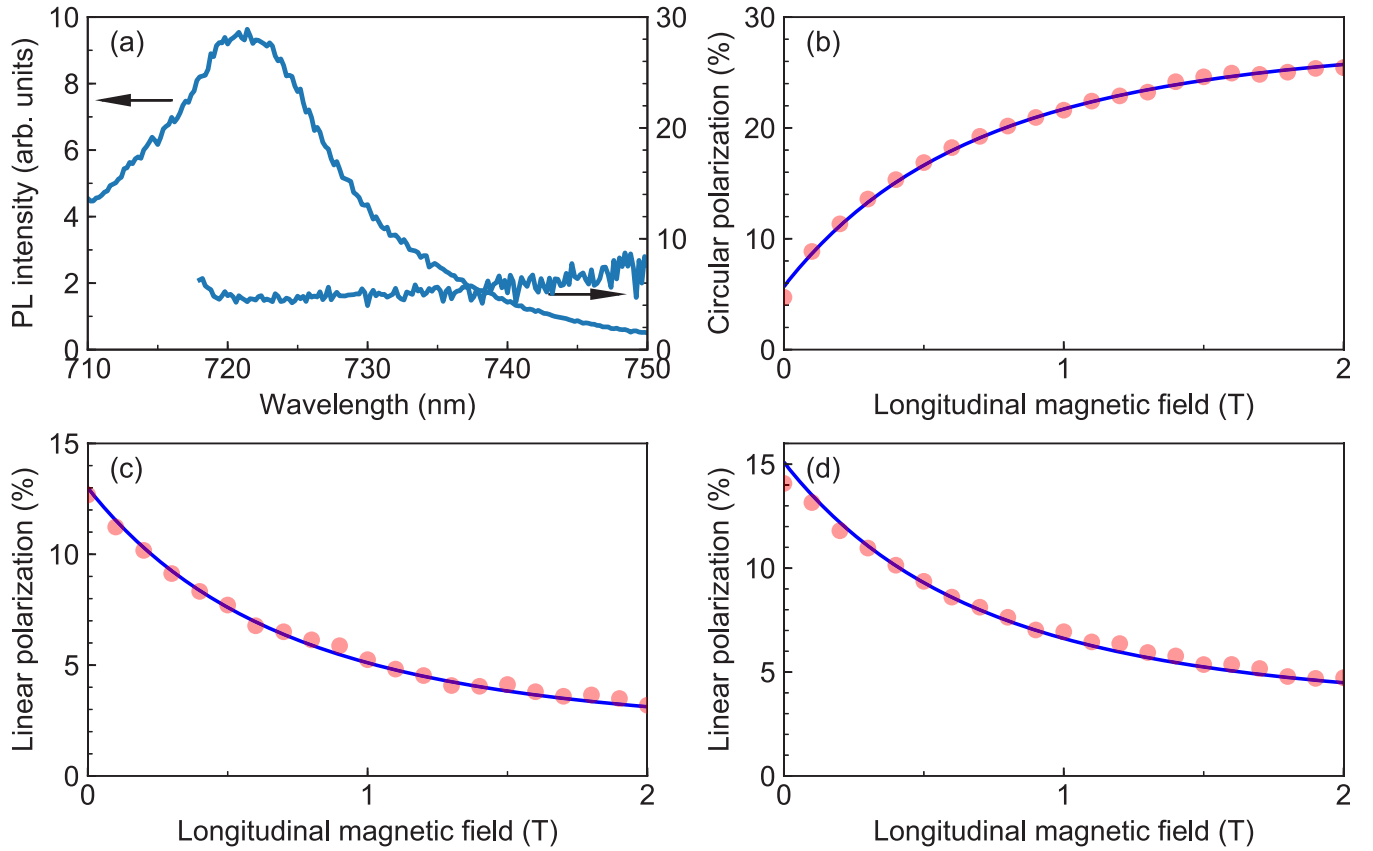 (a)
PL intensity (arb. units)
10
8
6
4
2
0
30
20
10
0
710 720 730 740 750
Wavelength (nm)
(b)
Circular polarization (%)
30
20
10
0
0 1 2
Longitudinal magnetic field (T)
(c)
Linear polarization (%)
15
10
5
0
0 1 2
Longitudinal magnetic field (T)
(d)
Linear polarization (%)
15
10
5
0
0 1 2
Longitudinal magnetic field (T)